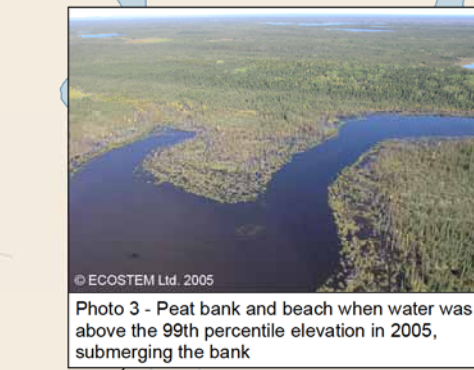 © ECOSTEM Ltd. 2005
Photo 3 - Peat bank and beach when water was
above the 99th percentile elevation in 2005,
submerging the bank